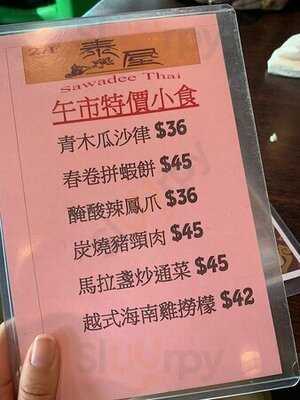 泰屋
Sawadee Thai
午市特價小食
青木瓜沙律 $36
春卷拼蝦餅 $45
醃酸辣鳳爪 $36
炭燒豬頸肉 $45
馬拉盞炒通菜 $45
越式海南雞撈檬 $42